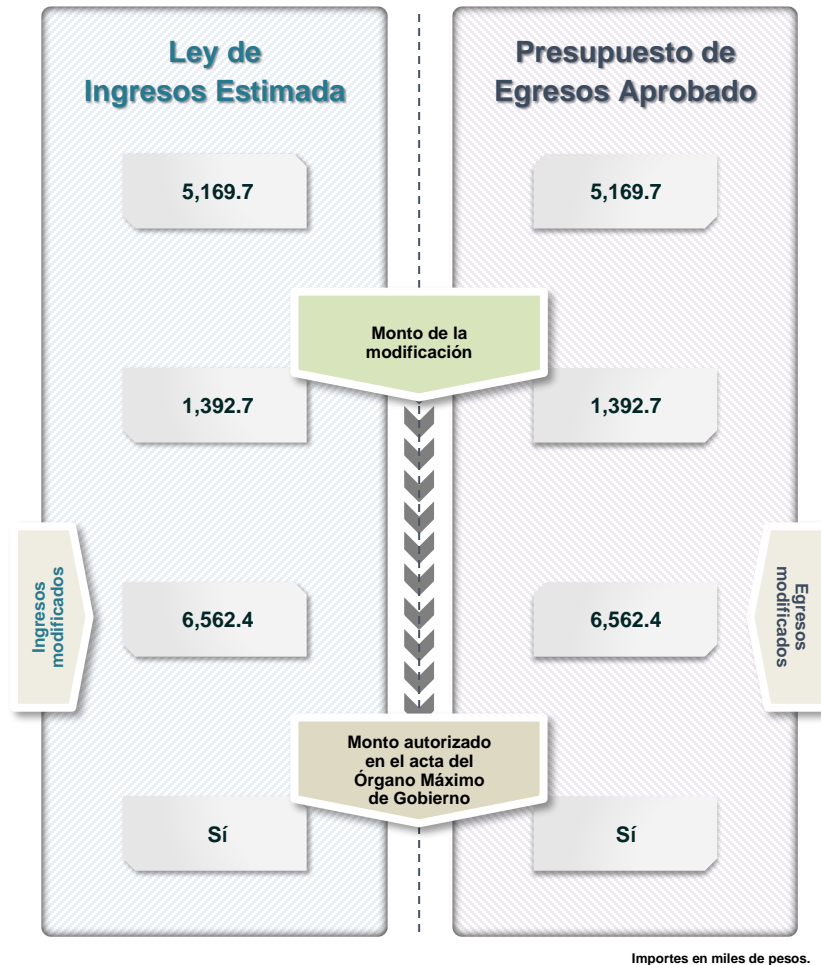 Ley de
Ingresos Estimada
Presupuesto de
Egresos Aprobado
5,169.7
5,169.7
Monto de la
modificación
1,392.7
1,392.7
Ingresos
modificados
6,562.4
6,562.4
Egresos
modificados
Monto autorizado
en el acta del
Órgano Máximo
de Gobierno
Sí
Sí
Importes en miles de pesos.